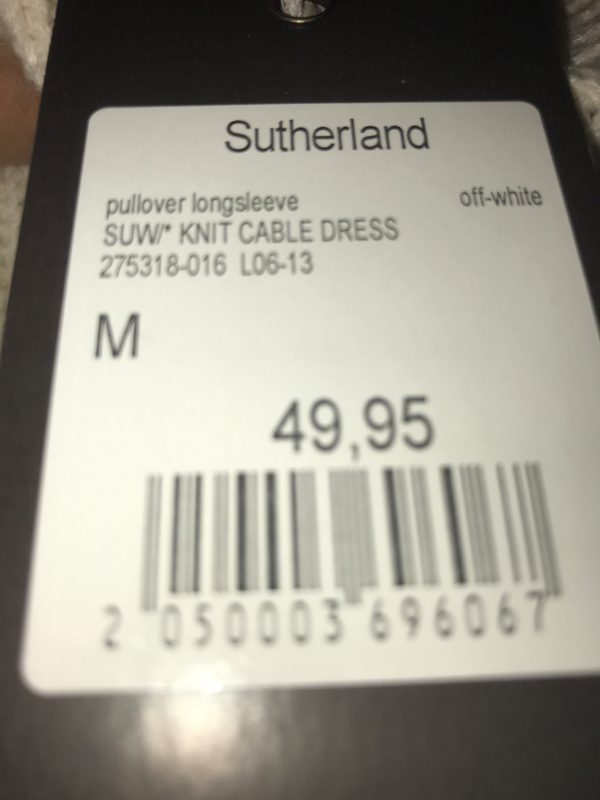 Sutherland
pullover longsleeve off-white
SUW/* KNIT CABLE DRESS
275318-016 L06-13
M
49,95
2 050003 696067